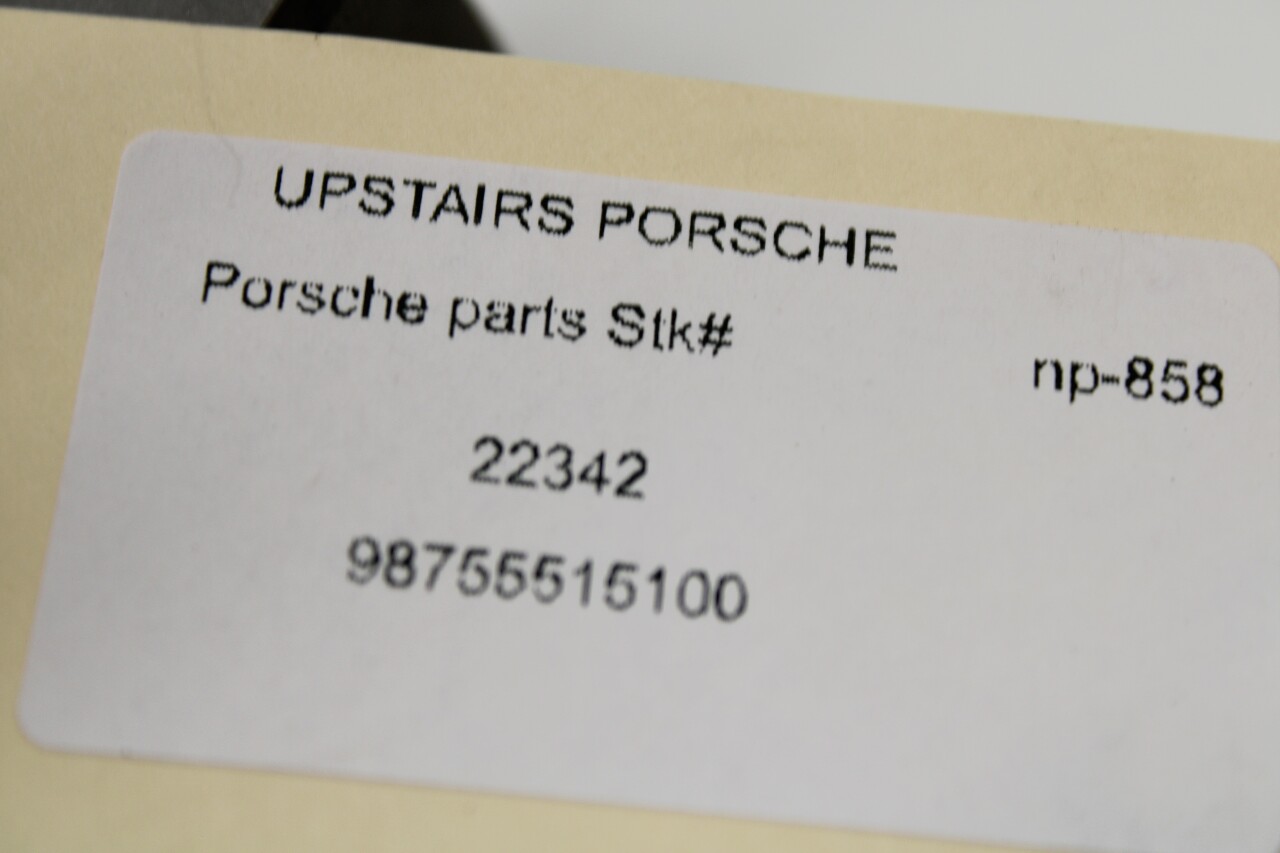 UPSTAIRS PORSCHE
Porsche parts Stk#
np-858
22342
98755515100